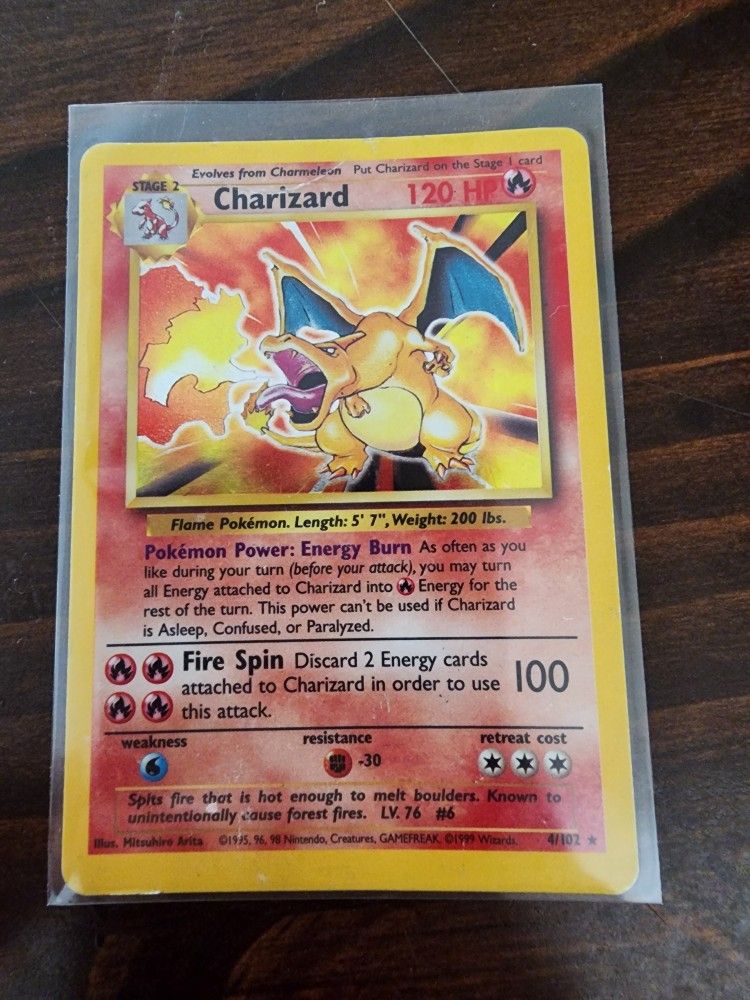 Evolves from Charmeleon Put Charizard on the Stage 1 card
STAGE 2
Charizard 120 HP
Flame Pokémon. Length: 5' 7", Weight: 200 lbs.
Pokémon Power: Energy Burn As often as you
like during your turn (before your attack), you may turn
all Energy attached to Charizard into Energy for the
rest of the turn. This power can't be used if Charizard
is Asleep, Confused, or Paralyzed.
Fire Spin Discard 2 Energy cards
attached to Charizard in order to use
this attack.
100
weakness resistance retreat cost
-30
Spits fire that is hot enough to melt boulders. Known to
unintentionally cause forest fires. LV. 76 #6
Illus. Mitsuhiro Arita ©1995, 96, 98 Nintendo, Creatures, GAMEFREAK. ©1999 Wizards. 4/102 ★